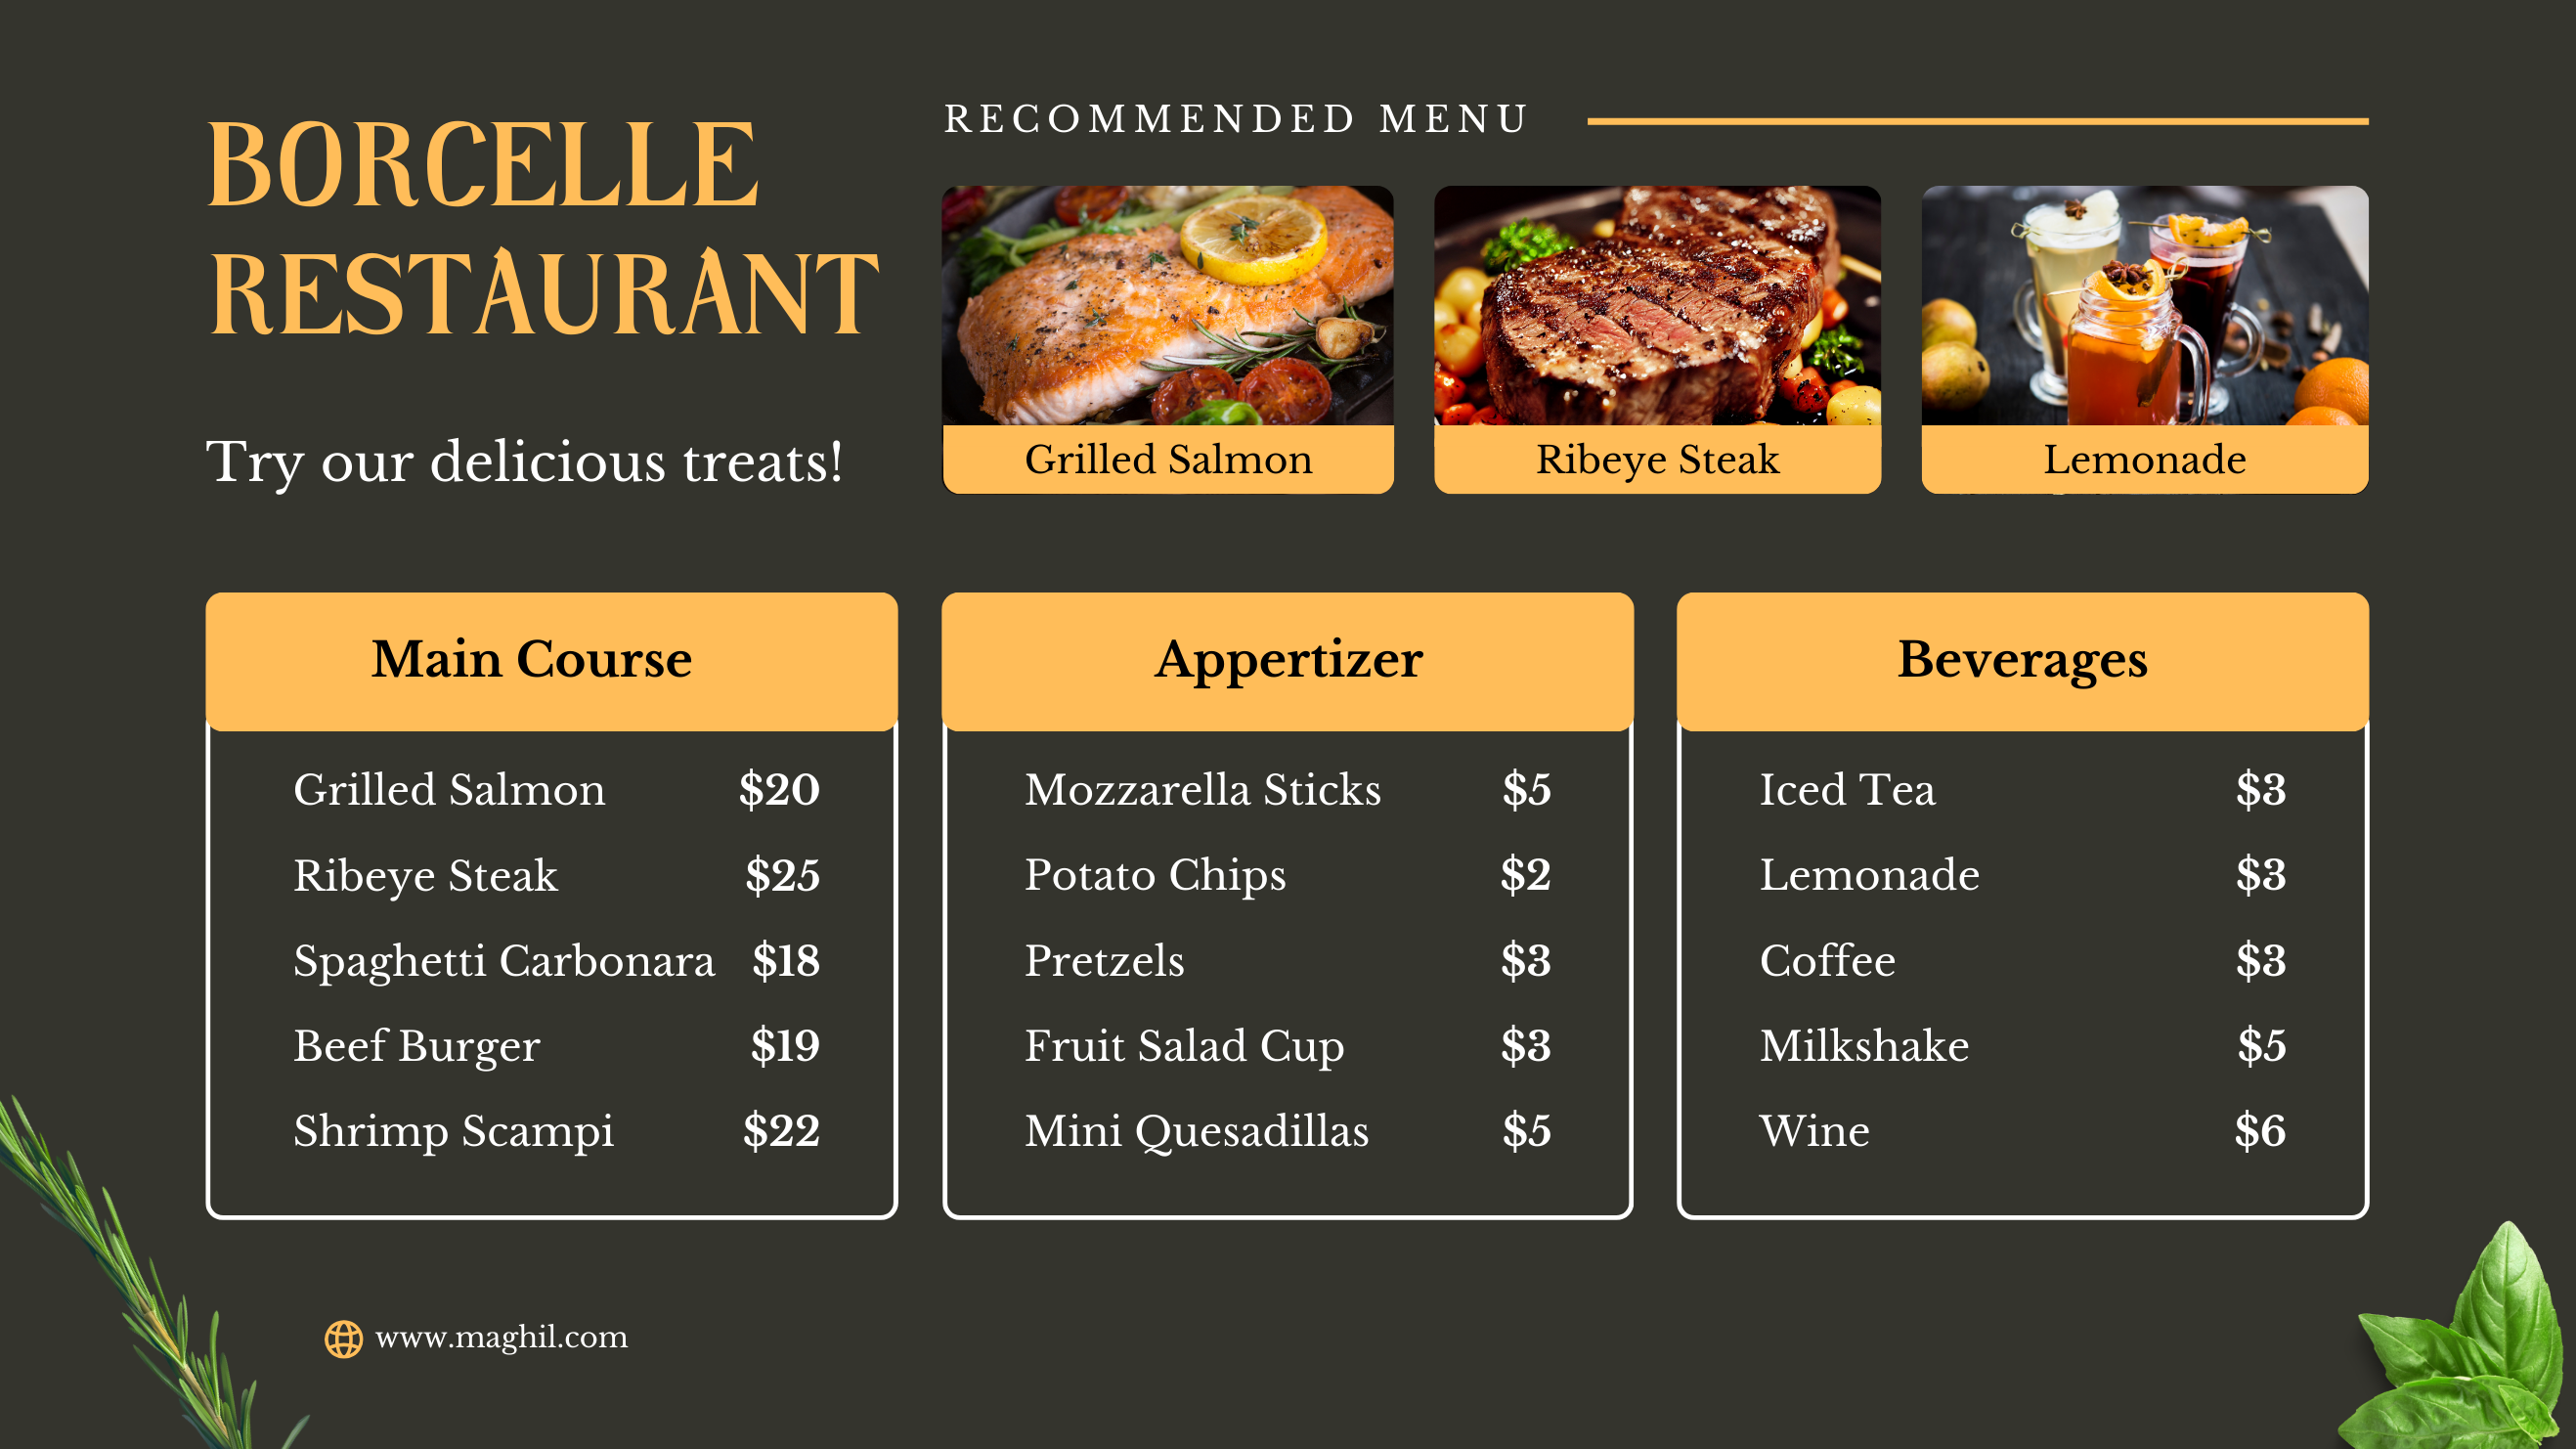 BORCELLE
RESTAURANT
Try our delicious treats!
RECOMMENDED MENU
Grilled Salmon
Ribeye Steak
Lemonade
Main Course
Grilled Salmon $20
Ribeye Steak $25
Spaghetti Carbonara $18
Beef Burger $19
Shrimp Scampi $22
Appertizer
Mozzarella Sticks $5
Potato Chips $2
Pretzels $3
Fruit Salad Cup $3
Mini Quesadillas $5
Beverages
Iced Tea $3
Lemonade $3
Coffee $3
Milkshake $5
Wine $6
www.maghil.com